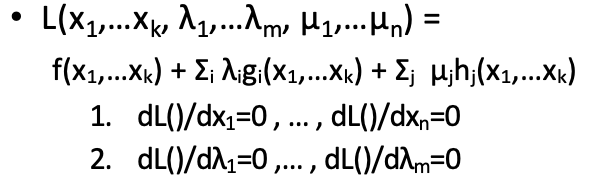 • L(x₁,...xₖ, λ₁,...λₘ, μ₁,...μₙ) =
f(x₁,...xₖ) + Σᵢ λᵢgᵢ(x₁,...xₖ) + Σⱼ μⱼhⱼ(x₁,...xₖ)
1. dL()/dx₁=0 , ... , dL()/dxₙ=0
2. dL()/dλ₁=0 ,... , dL()/dλₘ=0